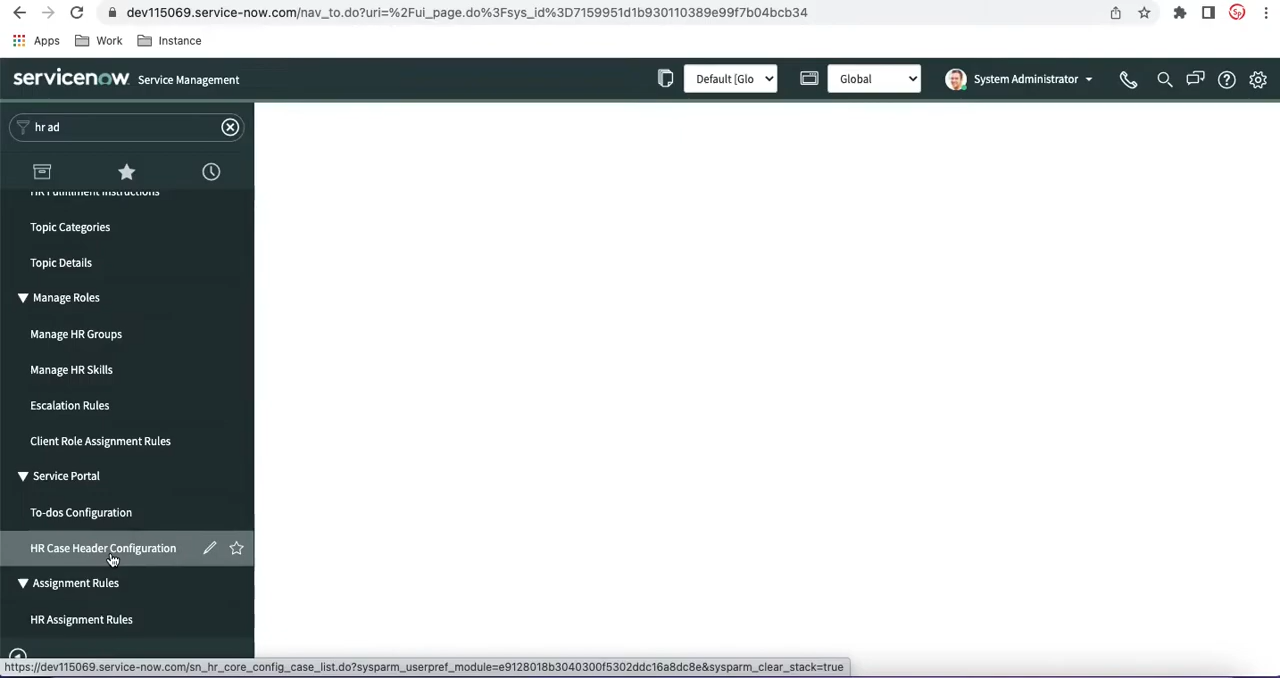 dev115069.service-now.com/nav_to.do?uri=%2Fui_page.do%3Fsys_id%3D7159951d1b930110389e99f7b04bcb34
Apps Work Instance
servicenow Service Management Default [Glo Global System Administrator
hr ad
HR Fulfillment Instructions
Topic Categories
Topic Details
Manage Roles
Manage HR Groups
Manage HR Skills
Escalation Rules
Client Role Assignment Rules
Service Portal
To-dos Configuration
HR Case Header Configuration
Assignment Rules
HR Assignment Rules
https://dev115069.service-now.com/sn_hr_core_config_case_list.do?sysparm_userpref_module=e9128018b3040300f5302ddc16a8dc8e&sysparm_clear_stack=true